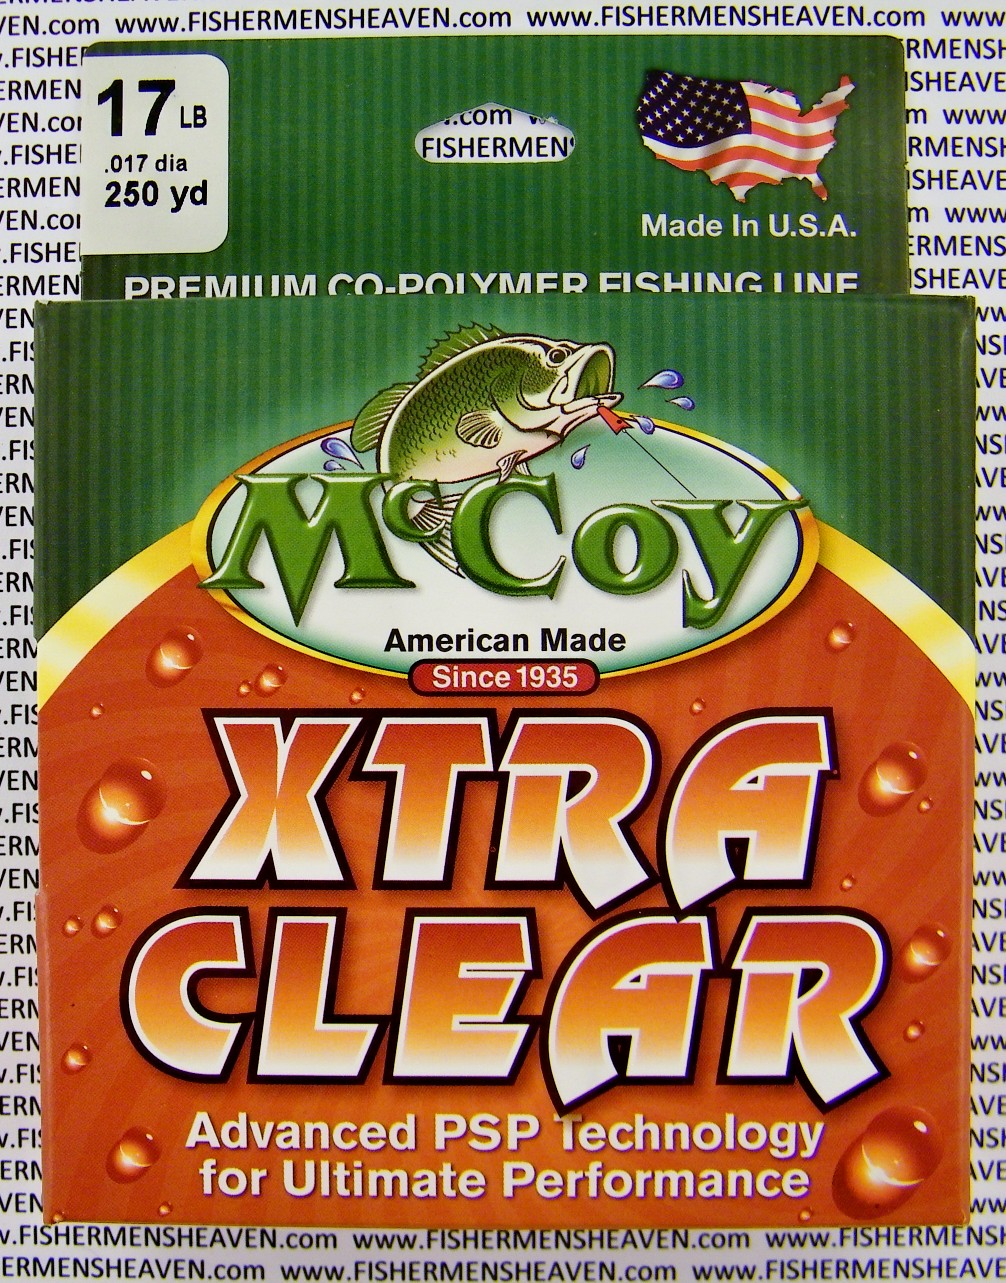 www.FISHERMENSHEAVEN.com www.FISHERMENSHEAVEN.com
17 LB
.017 dia
250 yd
.com
FISHERMEN
Made In U.S.A.
PREMIUM CO-POLYMER FISHING LINE
McCoy
American Made
Since 1935
XTRA
CLEAR
Advanced PSP Technology
for Ultimate Performance
www.FISHERMENSHEAVEN.com www.FISHERMENSHEAVEN.com
www.FISHERMENSHEAVEN.com www.FISHERMENSHEAVEN.com